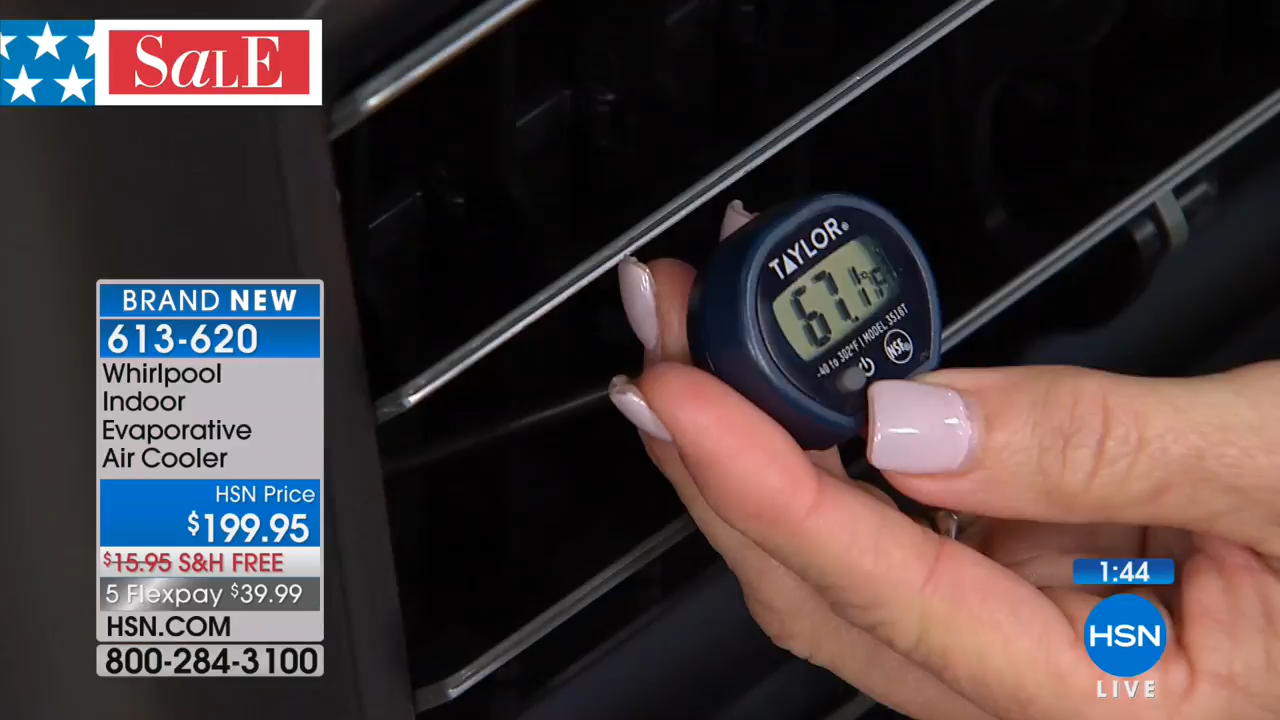 SALE
BRAND NEW
613-620
Whirlpool
Indoor
Evaporative
Air Cooler
HSN Price
$199.95
$15.95 S&H FREE
5 Flexpay $39.99
HSN.COM
800-284-3100
TAYLOR®
67.1°F
-40 to 302°F | MODEL 3516T
NSF®
1:44
HSN
LIVE